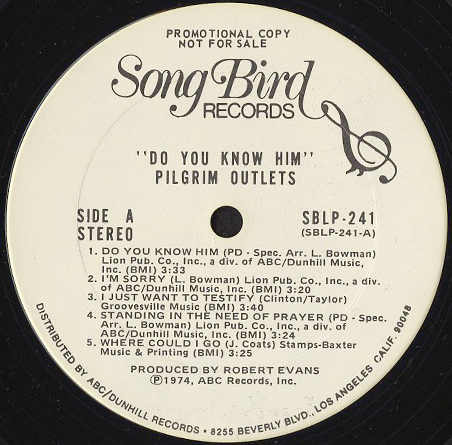 PROMOTIONAL COPY
NOT FOR SALE
Song Bird
RECORDS
"DO YOU KNOW HIM"
PILGRIM OUTLETS
SIDE A
STEREO
SBLP-241
(SBLP-241-A)
1. DO YOU KNOW HIM (PD - Spec. Arr. L. Bowman)
Lion Pub. Co., Inc., a div. of ABC/Dunhill Music,
Inc. (BMI) 3:33
2. I'M SORRY (L. Bowman) Lion Pub. Co., Inc., a
div. of ABC/Dunhill Music, Inc. (BMI) 3:20
3. I JUST WANT TO TESTIFY (Clinton/Taylor)
Groovesville Music (BMI) 3:40
4. STANDING IN THE NEED OF PRAYER (PD - Spec.
Arr. L. Bowman) Lion Pub. Co., Inc., a div. of
ABC/Dunhill Music, Inc. (BMI) 3:24
5. WHERE COULD I GO (J. Coats) Stamps-Baxter
Music & Printing (BMI) 3:25
PRODUCED BY ROBERT EVANS
Ⓟ1974, ABC Records, Inc.
DISTRIBUTED BY ABC/DUNHILL RECORDS • 8255 BEVERLY BLVD., LOS ANGELES CALIF. 90048